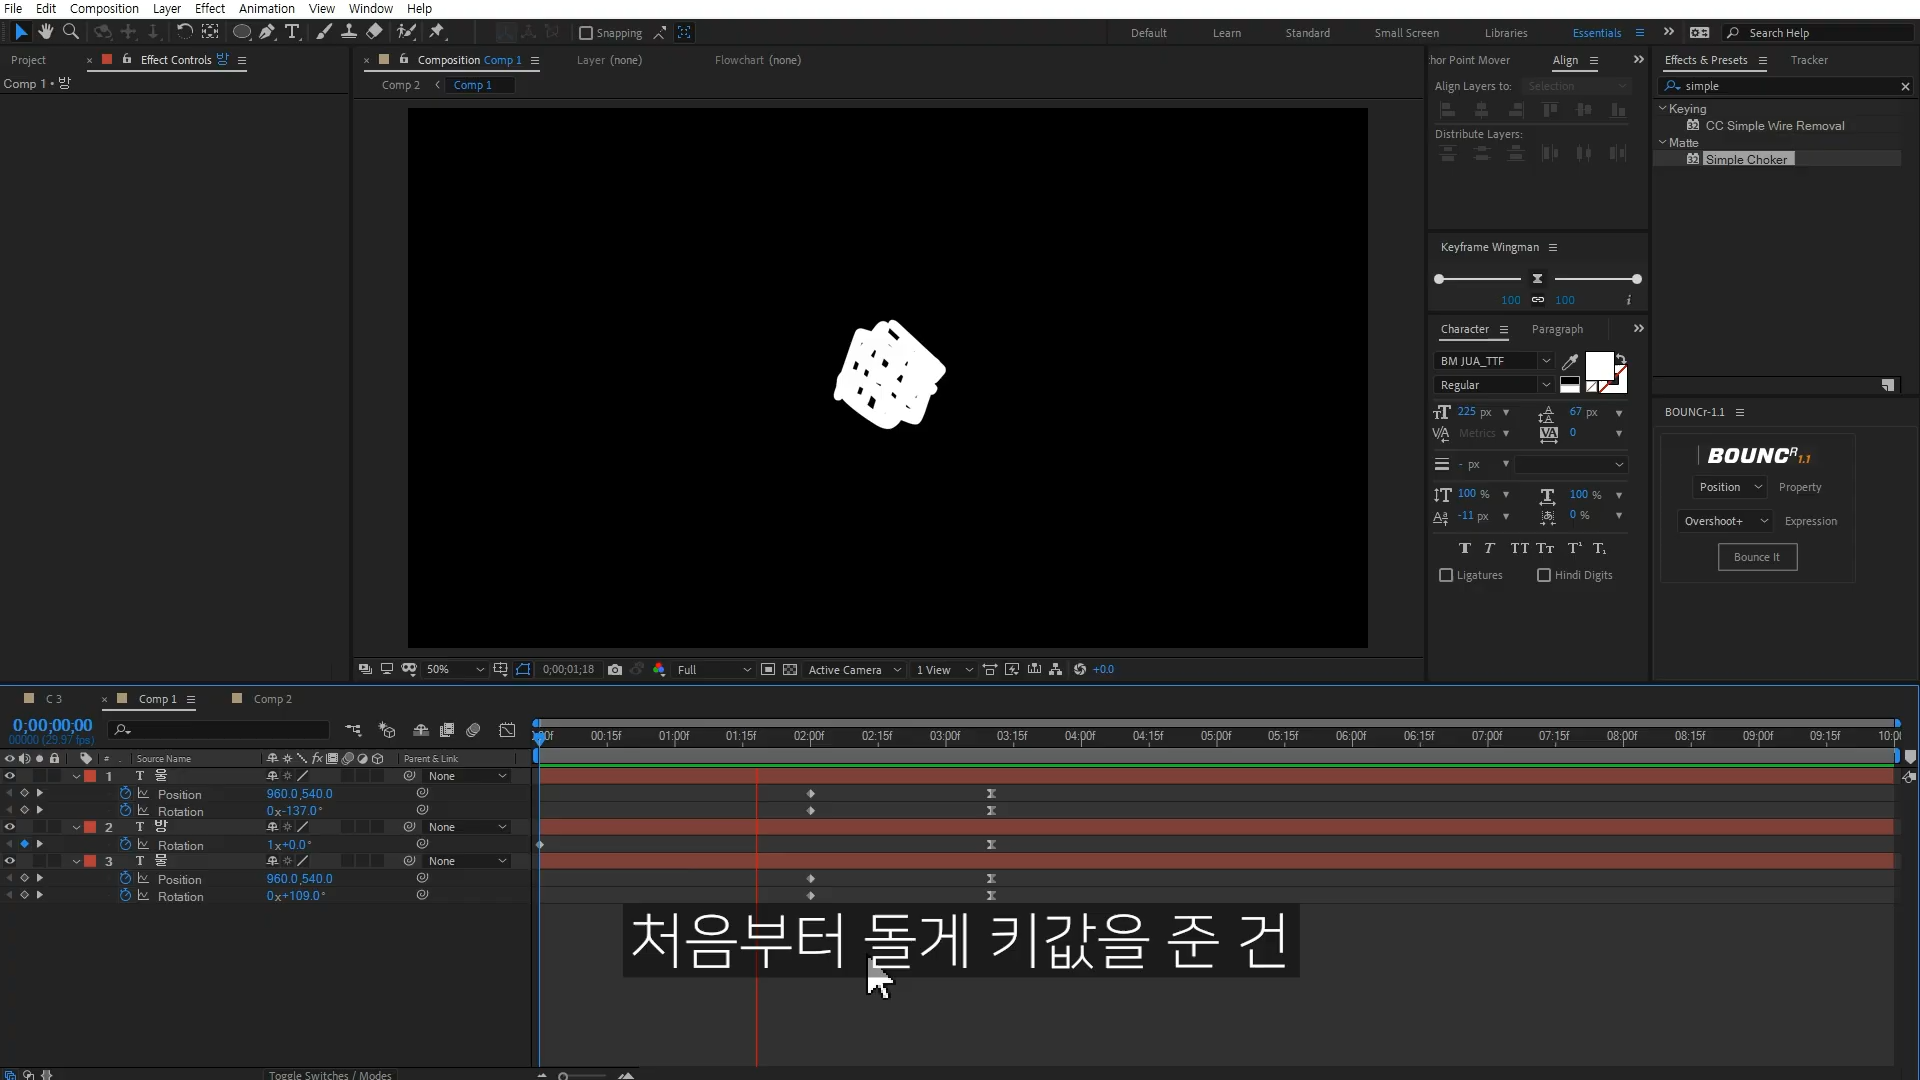 File Edit Composition Layer Effect Animation View Window Help
Snapping
Default Learn Standard Small Screen Libraries Essentials Search Help
Project Effect Controls 방
Comp 1 • 방
Composition Comp 1 Layer (none) Flowchart (none)
Comp 2 Comp 1
hor Point Mover Align
Align Layers to: Selection
Distribute Layers:
Effects & Presets Tracker
simple
Keying
CC Simple Wire Removal
Matte
Simple Choker
Keyframe Wingman
100 100
Character Paragraph
BM JUA_TTF
Regular
225 px 67 px
Metrics 0
- px
100 % 100 %
-11 px 0 %
Ligatures Hindi Digits
BOUNCr-1.1
BOUNCR 1.1
Position Property
Overshoot+ Expression
Bounce It
50% 0;00;01;18 Full Active Camera 1 View +0.0
C 3 Comp 1 Comp 2
0;00;00;00
00000 (29.97 fps)
00f 00:15f 01:00f 01:15f 02:00f 02:15f 03:00f 03:15f 04:00f 04:15f 05:00f 05:15f 06:00f 06:15f 07:00f 07:15f 08:00f 08:15f 09:00f 09:15f 10:0
# Source Name Parent & Link
1 T 울 None
Position 960.0,540.0
Rotation 0x-137.0°
2 T 방 None
Rotation 1x+0.0°
3 T 물 None
Position 960.0,540.0
Rotation 0x+109.0°
처음부터 돌게 키값을 준 건
Toggle Switches / Modes